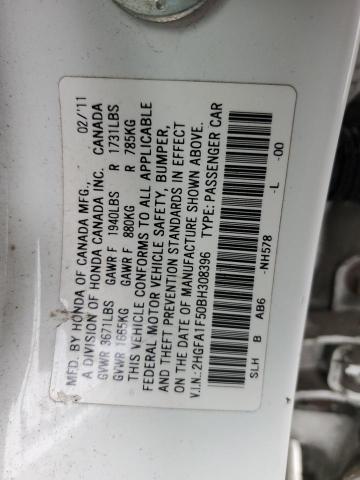 MFD. BY HONDA OF CANADA MFG. 02/'11
A DIVISION OF HONDA CANADA INC. CANADA
GVWR 3671LBS GAWR F 1940LBS R 1731LBS
GVWR 1665KG GAWR F 880KG R 785KG
THIS VEHICLE CONFORMS TO ALL APPLICABLE
FEDERAL MOTOR VEHICLE SAFETY, BUMPER,
AND THEFT PREVENTION STANDARDS IN EFFECT
ON THE DATE OF MANUFACTURE SHOWN ABOVE.
V.I.N.:2HGFA1F50BH308396 TYPE:PASSENGER CAR
SLH B AB6 -NH578 -L -00